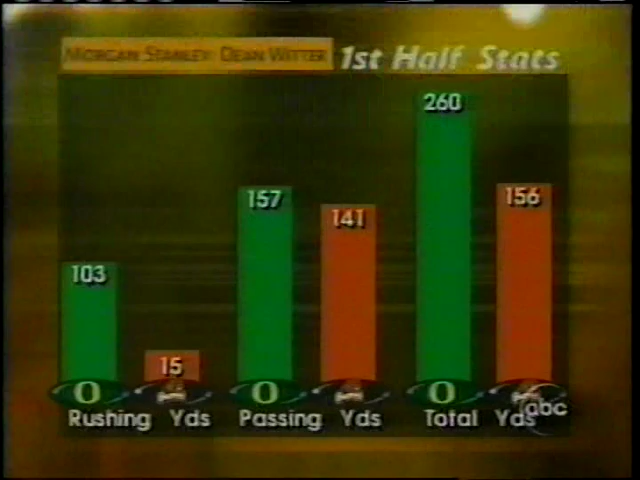 MORGAN STANLEY DEAN WITTER 1st Half Stats
260
157 156
141
103
15
O O O
Rushing Yds Passing Yds Total Yds
abc